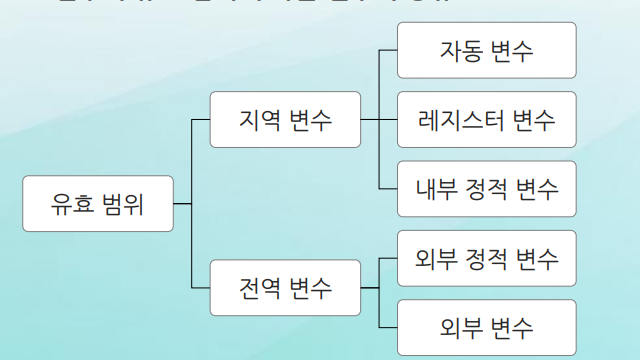 자동 변수
지역 변수
레지스터 변수
내부 정적 변수
유효 범위
외부 정적 변수
전역 변수
외부 변수